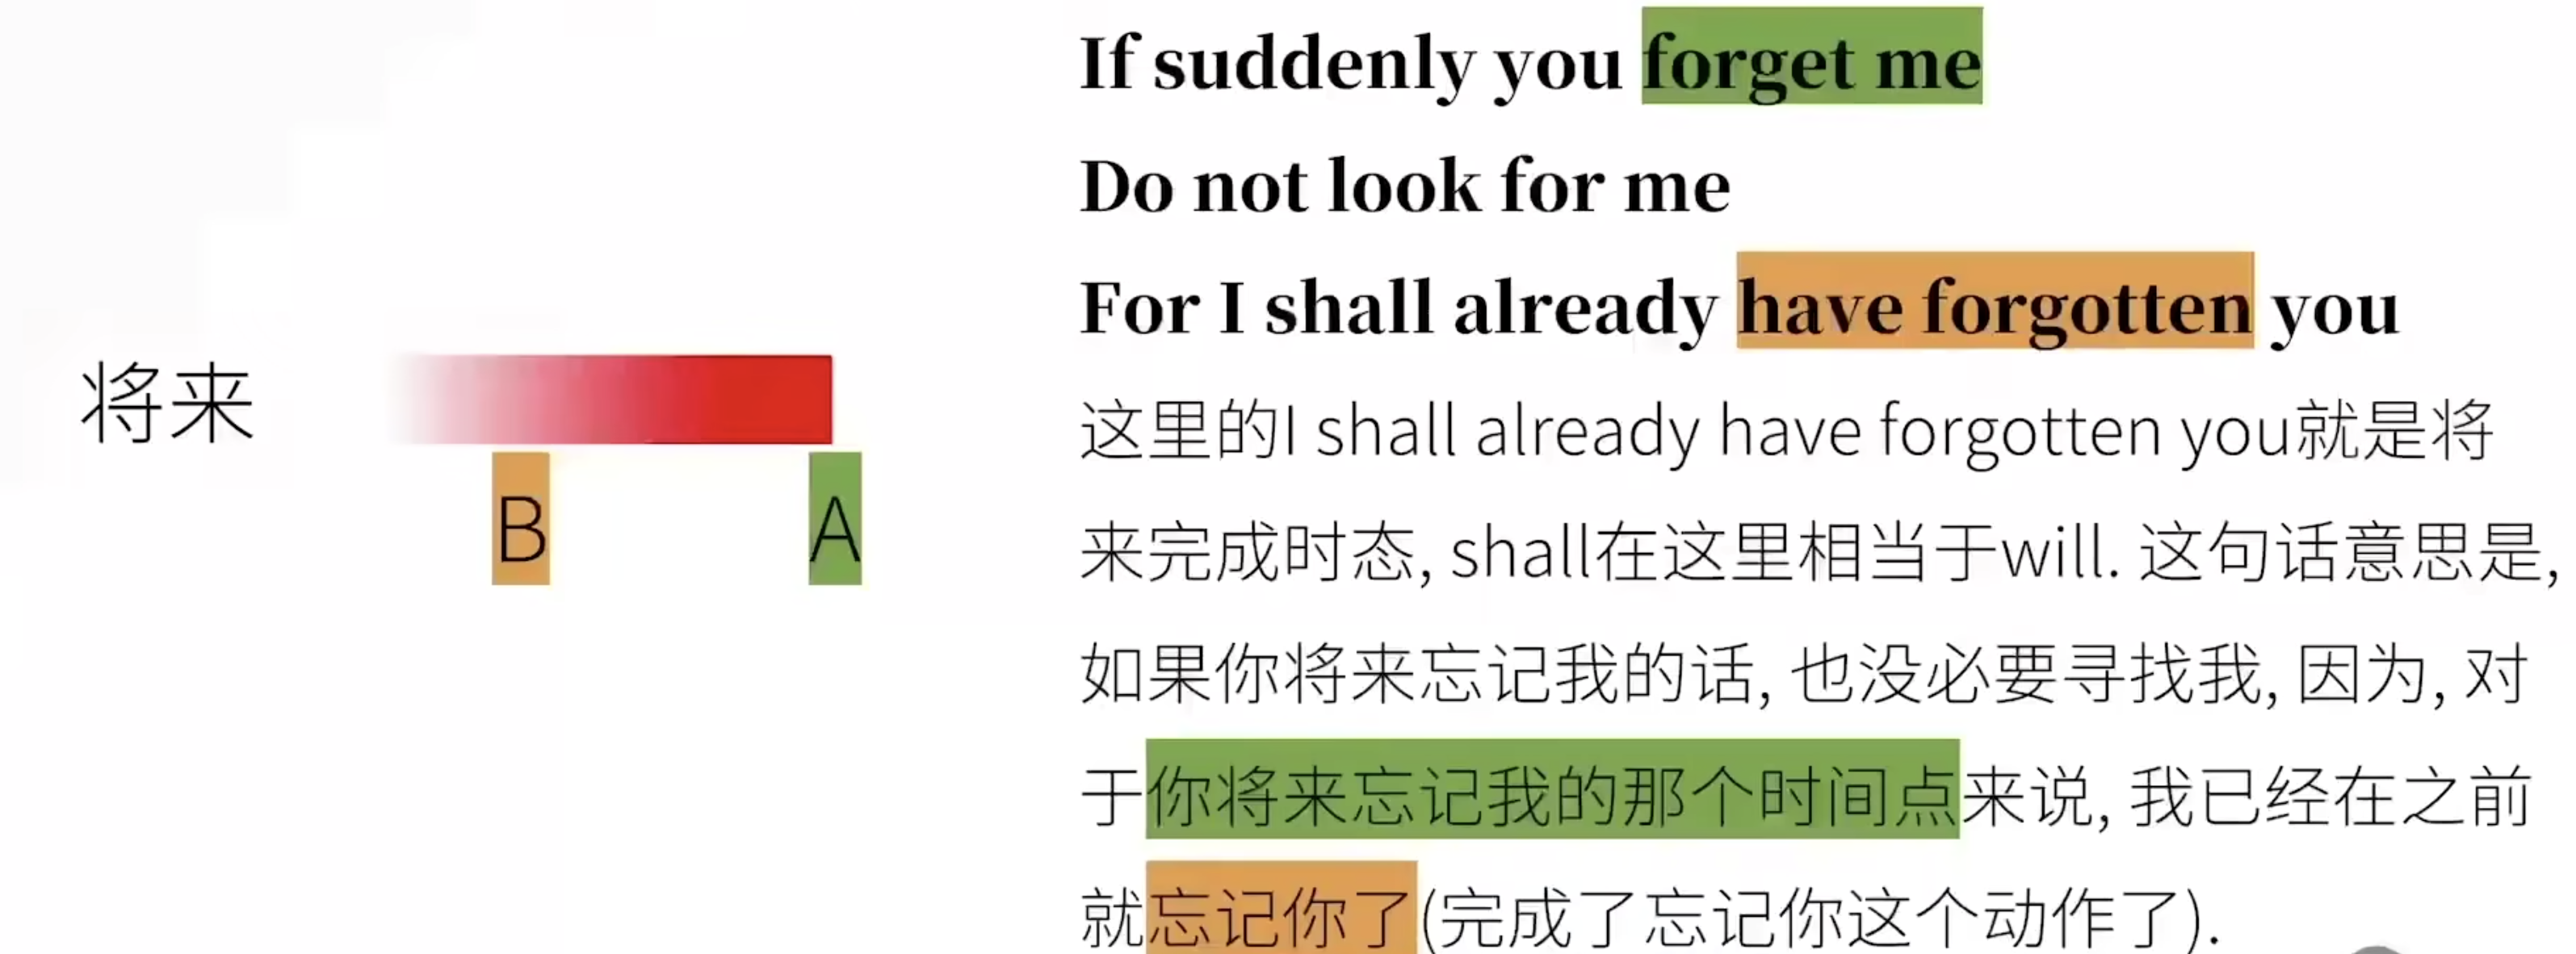 If suddenly you forget me
Do not look for me
For I shall already have forgotten you
将来
B
A
这里的I shall already have forgotten you就是将
来完成时态, shall在这里相当于will. 这句话意思是,
如果你将来忘记我的话, 也没必要寻找我, 因为, 对
于你将来忘记我的那个时间点来说, 我已经在之前
就忘记你了(完成了忘记你这个动作了).